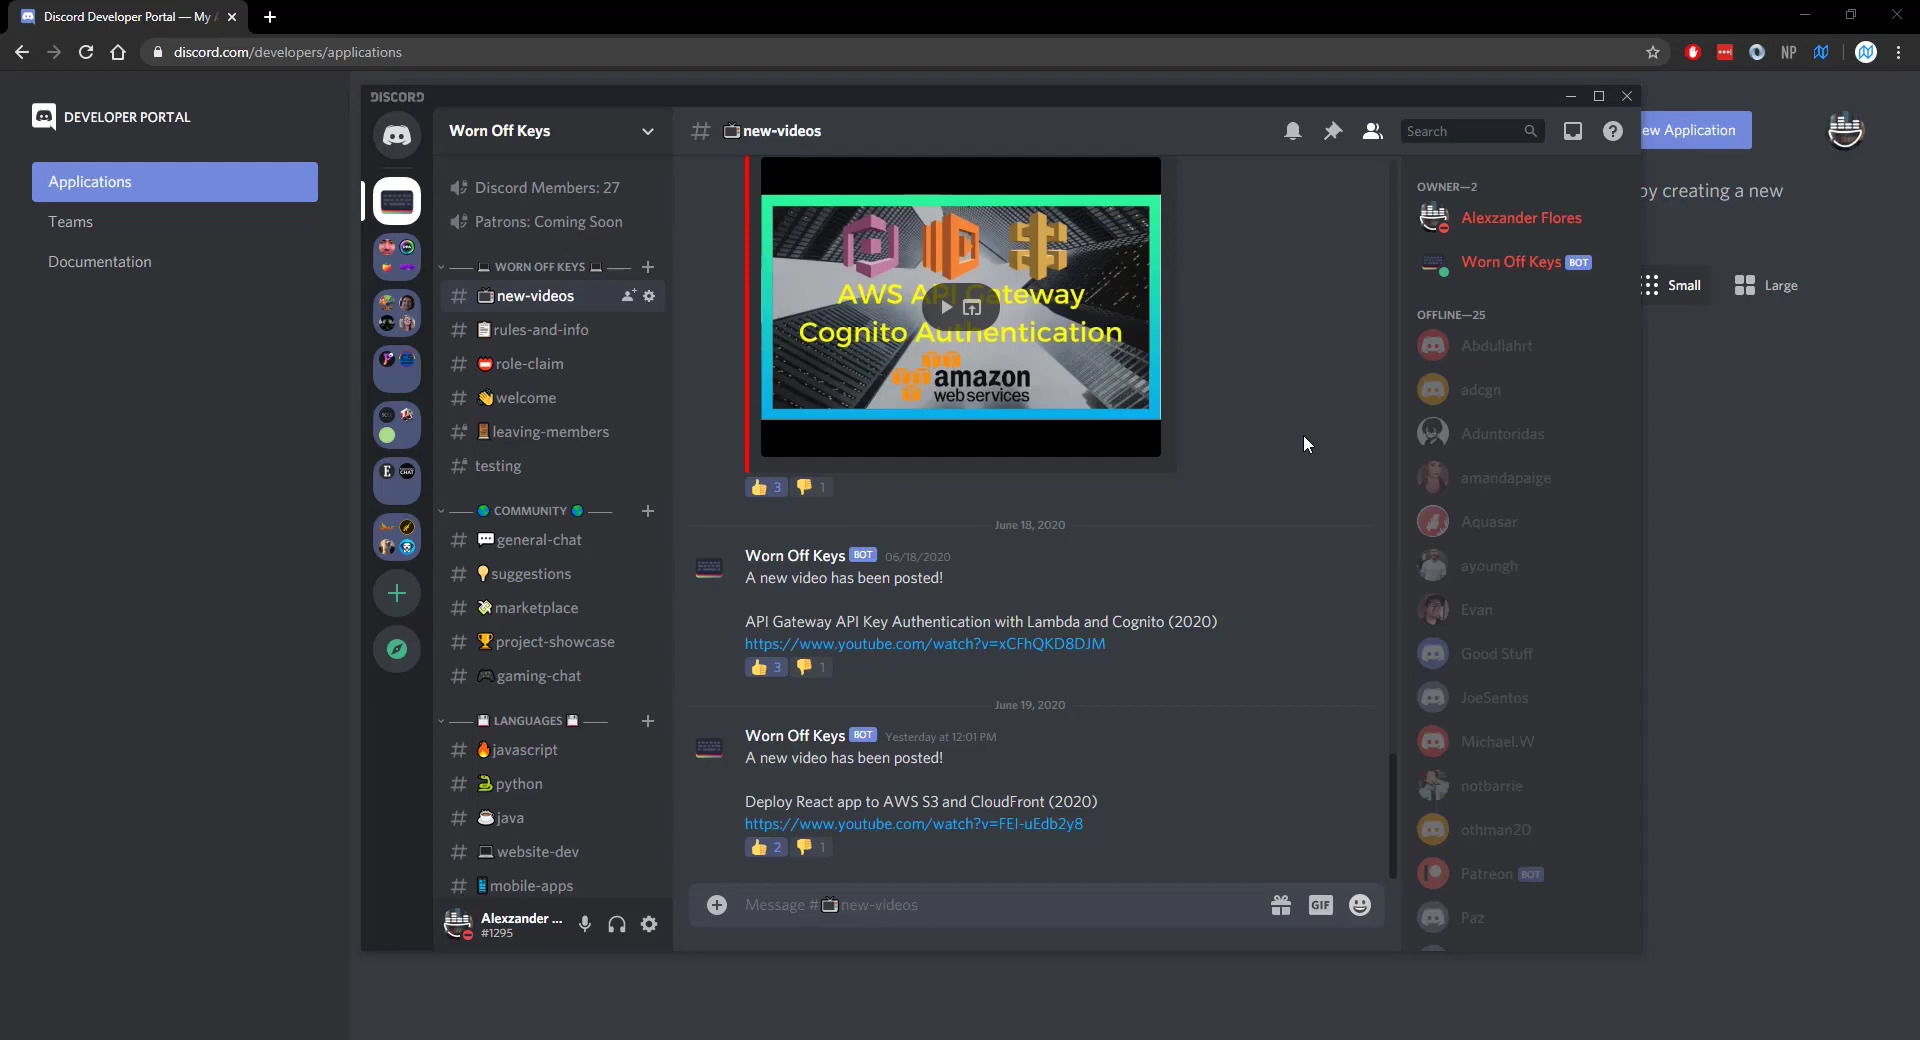 Discord Developer Portal — My A
discord.com/developers/applications
NP
DEVELOPER PORTAL
Applications
Teams
Documentation
ew Application
by creating a new
Small
Large
DISCORD
Worn Off Keys
Discord Members: 27
Patrons: Coming Soon
WORN OFF KEYS
new-videos
rules-and-info
role-claim
welcome
leaving-members
testing
COMMUNITY
general-chat
suggestions
marketplace
project-showcase
gaming-chat
LANGUAGES
javascript
python
java
website-dev
mobile-apps
Alexzander ...
#1295
new-videos
Search
AWS API Gateway
Cognito Authentication
amazon
webservices
3 1
June 18, 2020
Worn Off Keys BOT 06/18/2020
A new video has been posted!
API Gateway API Key Authentication with Lambda and Cognito (2020)
https://www.youtube.com/watch?v=xCFhQKD8DJM
3 1
June 19, 2020
Worn Off Keys BOT Yesterday at 12:01 PM
A new video has been posted!
Deploy React app to AWS S3 and CloudFront (2020)
https://www.youtube.com/watch?v=FEI-uEdb2y8
2 1
Message # new-videos
GIF
OWNER—2
Alexzander Flores
Worn Off Keys BOT
OFFLINE—25
Abdullahrt
adcgn
Aduntoridas
amandapaige
Aquasar
ayoungh
Evan
Good Stuff
JoeSentos
Michael.W
notbarrie
othman20
Patreon BOT
Paz